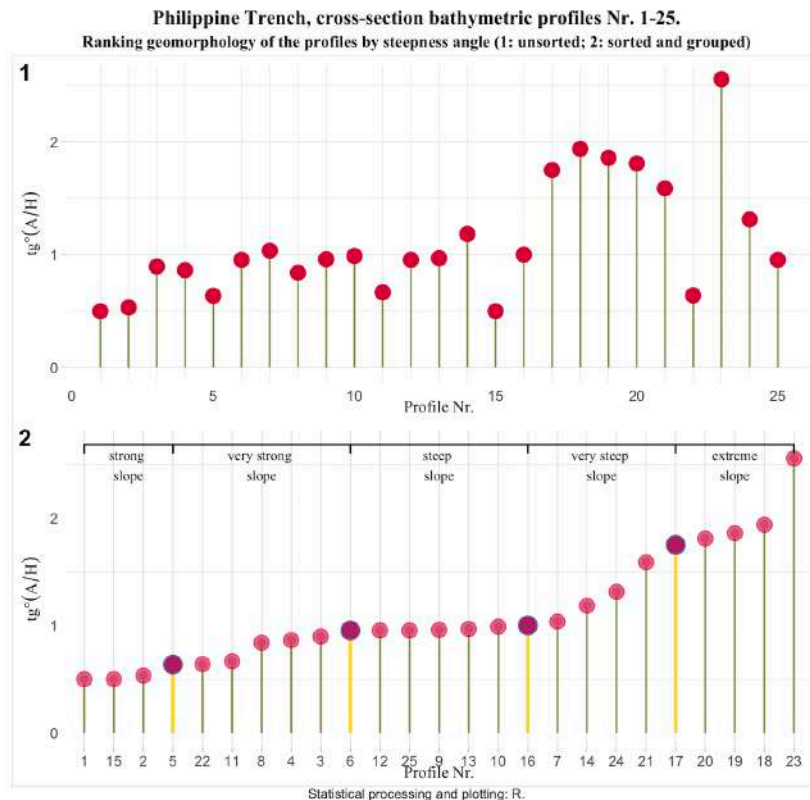 Philippine Trench, cross-section bathymetric profiles Nr. 1-25.
Ranking geomorphology of the profiles by steepness angle (1: unsorted; 2: sorted and grouped)
1
2
1
0
tg°(A/H)
0 5 10 15 20 25
Profile Nr.
2
strong slope
very strong slope
steep slope
very steep slope
extreme slope
2
1
0
tg°(A/H)
1 15 2 5 22 11 8 4 3 6 12 25 9 13 10 16 7 14 24 21 17 20 19 18 23
Profile Nr.
Statistical processing and plotting: R.